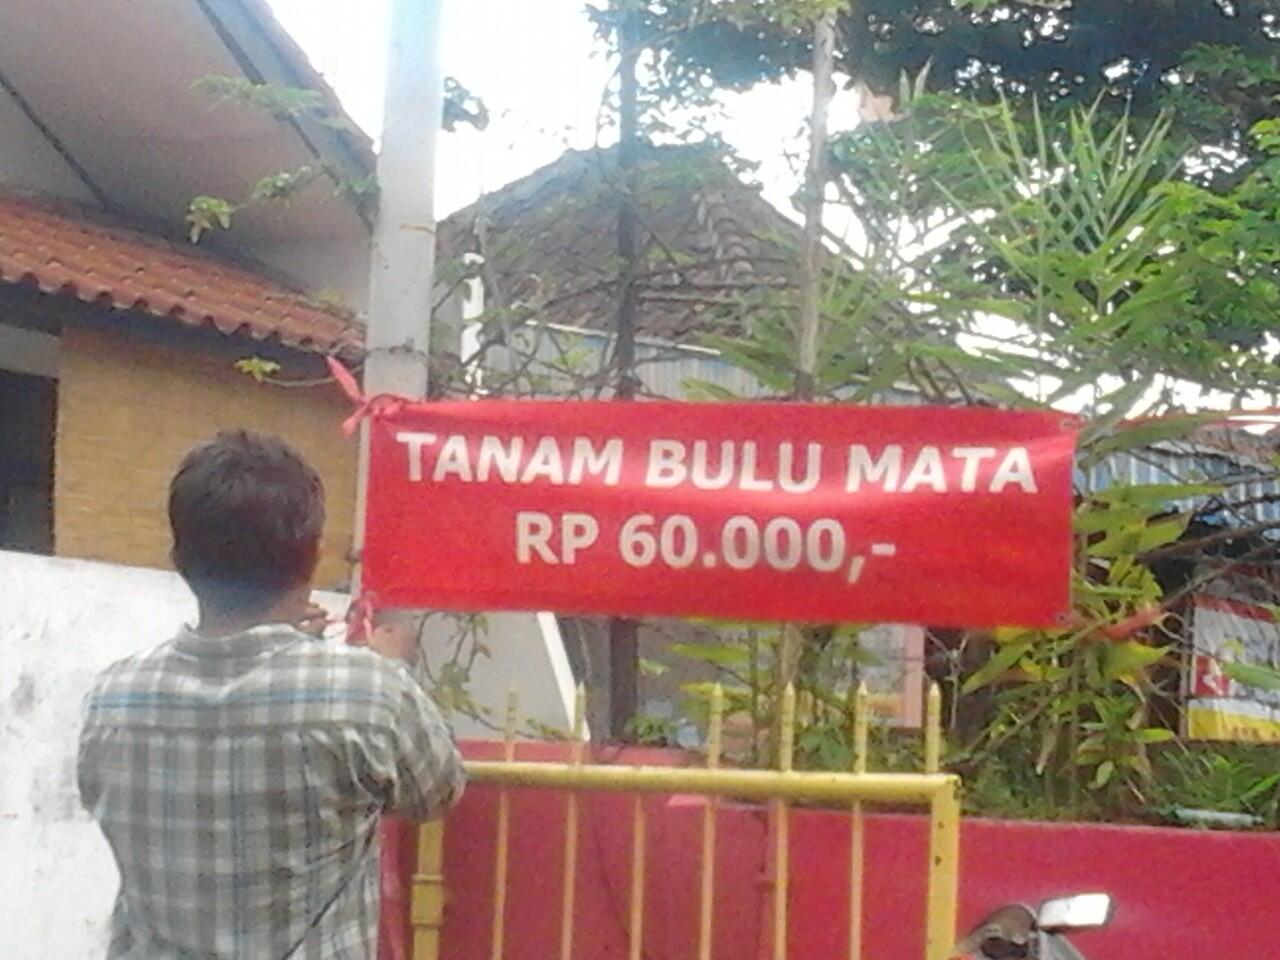 TANAM BULU MATA
RP 60.000,-